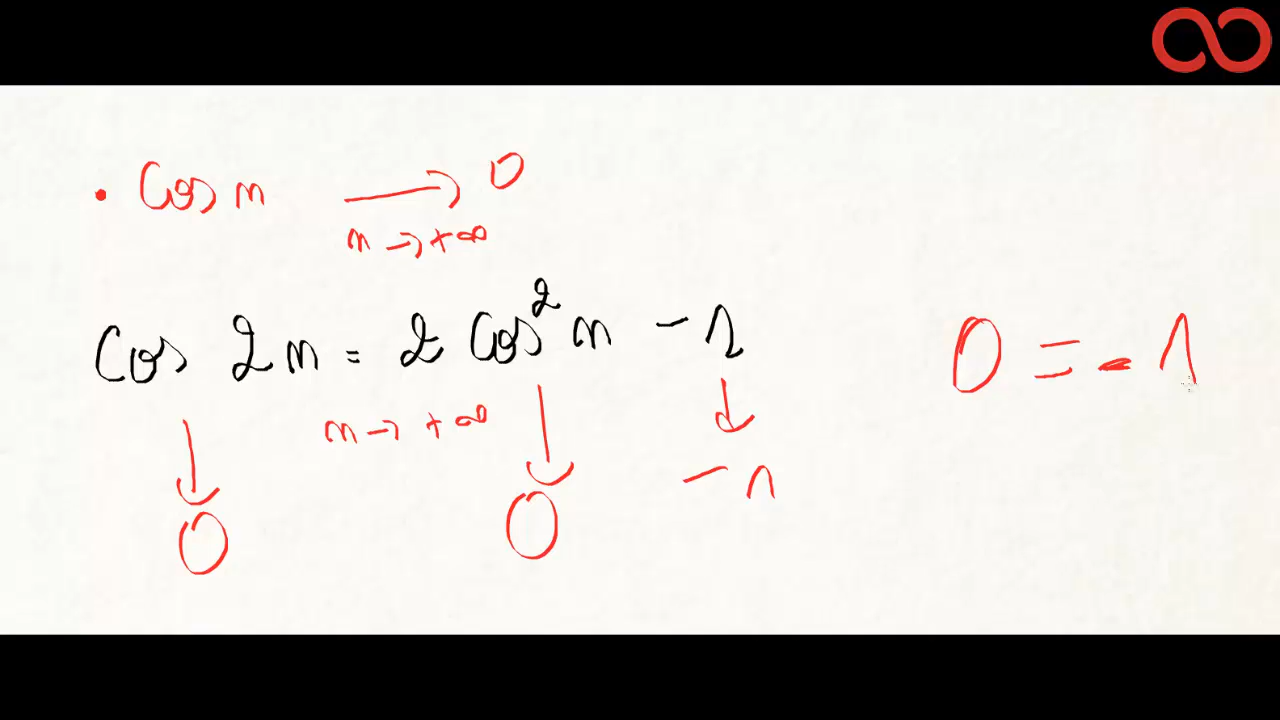 • Cos n ⟶ 0
n → +∞
Cos 2n = 2 Cos² n − 1
0 = − 1
n → +∞
↓ ↓ ↓
0 0 − 1